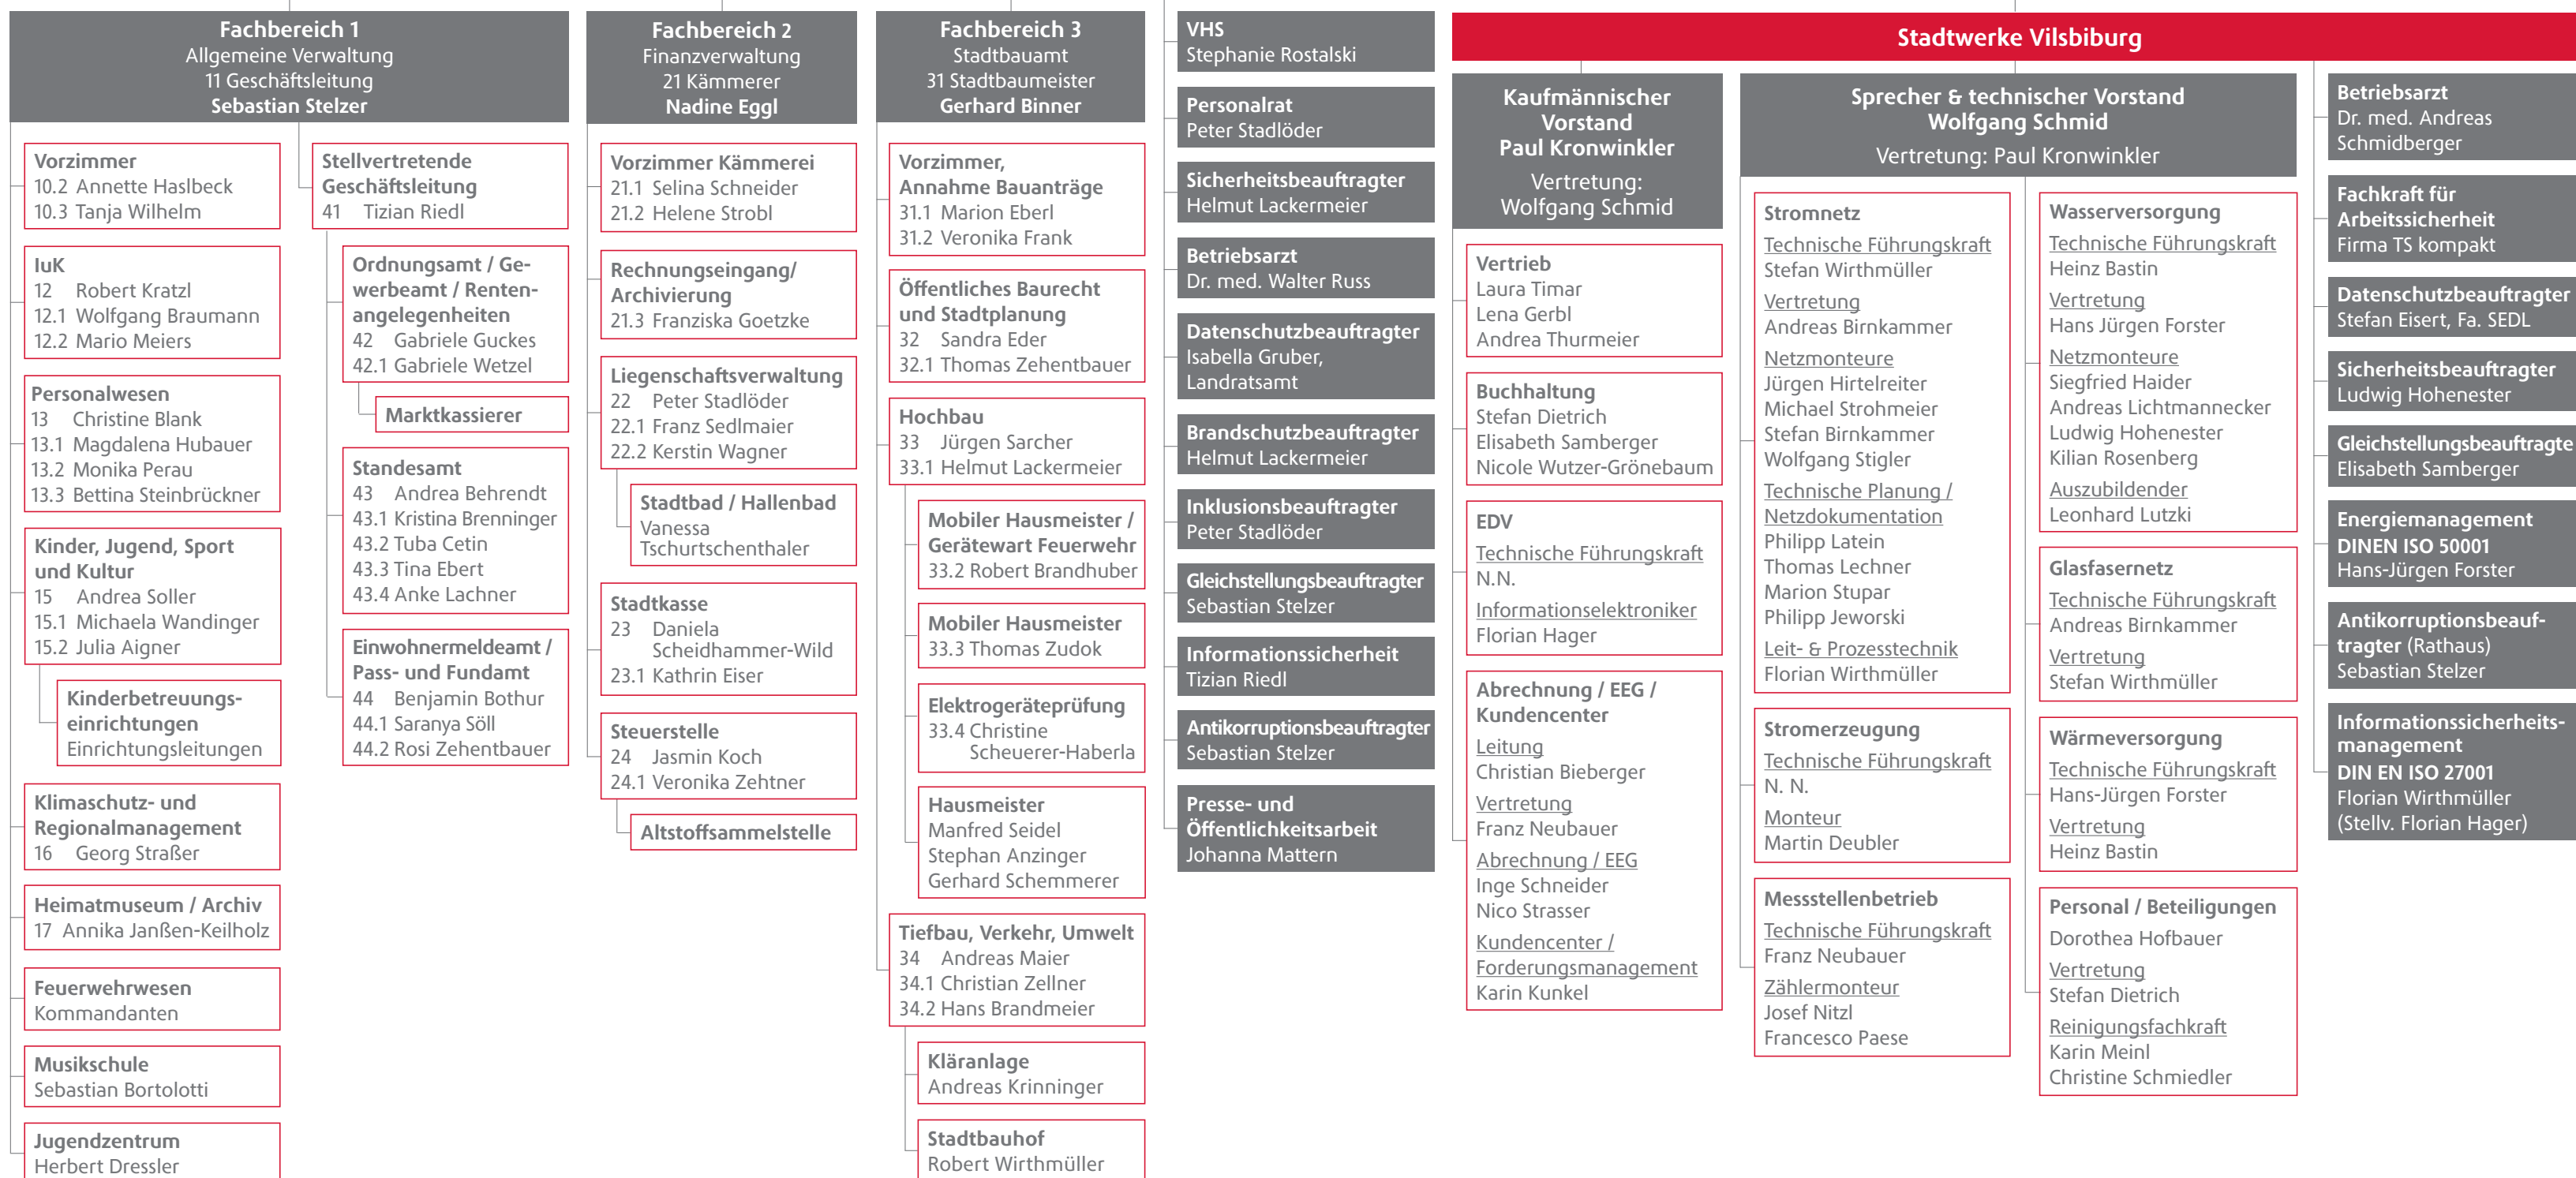 Fachbereich 1
Allgemeine Verwaltung
11 Geschäftsleitung
Sebastian Stelzer
Vorzimmer
10.2 Annette Haslbeck
10.3 Tanja Wilhelm
IuK
12 Robert Kratzl
12.1 Wolfgang Braumann
12.2 Mario Meiers
Personalwesen
13 Christine Blank
13.1 Magdalena Hubauer
13.2 Monika Perau
13.3 Bettina Steinbrückner
Kinder, Jugend, Sport
und Kultur
15 Andrea Soller
15.1 Michaela Wandinger
15.2 Julia Aigner
Kinderbetreuungs-
einrichtungen
Einrichtungsleitungen
Klimaschutz- und
Regionalmanagement
16 Georg Straßer
Heimatmuseum / Archiv
17 Annika Janßen-Keilholz
Feuerwehrwesen
Kommandanten
Musikschule
Sebastian Bortolotti
Jugendzentrum
Herbert Dressler
Stellvertretende
Geschäftsleitung
41 Tizian Riedl
Ordnungsamt / Ge-
werbeamt / Renten-
angelegenheiten
42 Gabriele Guckes
42.1 Gabriele Wetzel
Marktkassierer
Standesamt
43 Andrea Behrendt
43.1 Kristina Brenninger
43.2 Tuba Cetin
43.3 Tina Ebert
43.4 Anke Lachner
Einwohnermeldeamt /
Pass- und Fundamt
44 Benjamin Bothur
44.1 Saranya Söll
44.2 Rosi Zehentbauer
Fachbereich 2
Finanzverwaltung
21 Kämmerer
Nadine Eggl
Vorzimmer Kämmerei
21.1 Selina Schneider
21.2 Helene Strobl
Rechnungseingang/
Archivierung
21.3 Franziska Goetzke
Liegenschaftsverwaltung
22 Peter Stadlöder
22.1 Franz Sedlmaier
22.2 Kerstin Wagner
Stadtbad / Hallenbad
Vanessa
Tschurtschenthaler
Stadtkasse
23 Daniela
Scheidhammer-Wild
23.1 Kathrin Eiser
Steuerstelle
24 Jasmin Koch
24.1 Veronika Zehtner
Altstoffsammelstelle
Fachbereich 3
Stadtbauamt
31 Stadtbaumeister
Gerhard Binner
Vorzimmer,
Annahme Bauanträge
31.1 Marion Eberl
31.2 Veronika Frank
Öffentliches Baurecht
und Stadtplanung
32 Sandra Eder
32.1 Thomas Zehentbauer
Hochbau
33 Jürgen Sarcher
33.1 Helmut Lackermeier
Mobiler Hausmeister /
Gerätewart Feuerwehr
33.2 Robert Brandhuber
Mobiler Hausmeister
33.3 Thomas Zudok
Elektrogeräteprüfung
33.4 Christine
Scheuerer-Haberla
Hausmeister
Manfred Seidel
Stephan Anzinger
Gerhard Schemmerer
Tiefbau, Verkehr, Umwelt
34 Andreas Maier
34.1 Christian Zellner
34.2 Hans Brandmeier
Kläranlage
Andreas Krinninger
Stadtbauhof
Robert Wirthmüller
VHS
Stephanie Rostalski
Personalrat
Peter Stadlöder
Sicherheitsbeauftragter
Helmut Lackermeier
Betriebsarzt
Dr. med. Walter Russ
Datenschutzbeauftragter
Isabella Gruber,
Landratsamt
Brandschutzbeauftragter
Helmut Lackermeier
Inklusionsbeauftragter
Peter Stadlöder
Gleichstellungsbeauftragter
Sebastian Stelzer
Informationssicherheit
Tizian Riedl
Antikorruptionsbeauftragter
Sebastian Stelzer
Presse- und
Öffentlichkeitsarbeit
Johanna Mattern
Stadtwerke Vilsbiburg
Kaufmännischer
Vorstand
Paul Kronwinkler
Vertretung:
Wolfgang Schmid
Vertrieb
Laura Timar
Lena Gerbl
Andrea Thurmeier
Buchhaltung
Stefan Dietrich
Elisabeth Samberger
Nicole Wutzer-Grönebaum
EDV
Technische Führungskraft
N.N.
Informationselektroniker
Florian Hager
Abrechnung / EEG /
Kundencenter
Leitung
Christian Bieberger
Vertretung
Franz Neubauer
Abrechnung / EEG
Inge Schneider
Nico Strasser
Kundencenter /
Forderungsmanagement
Karin Kunkel
Sprecher & technischer Vorstand
Wolfgang Schmid
Vertretung: Paul Kronwinkler
Stromnetz
Technische Führungskraft
Stefan Wirthmüller
Vertretung
Andreas Birnkammer
Netzmonteure
Jürgen Hirtelreiter
Michael Strohmeier
Stefan Birnkammer
Wolfgang Stigler
Technische Planung /
Netzdokumentation
Philipp Latein
Thomas Lechner
Marion Stupar
Philipp Jeworski
Leit- & Prozesstechnik
Florian Wirthmüller
Stromerzeugung
Technische Führungskraft
N. N.
Monteur
Martin Deubler
Messstellenbetrieb
Technische Führungskraft
Franz Neubauer
Zählermonteur
Josef Nitzl
Francesco Paese
Wasserversorgung
Technische Führungskraft
Heinz Bastin
Vertretung
Hans Jürgen Forster
Netzmonteure
Siegfried Haider
Andreas Lichtmannecker
Ludwig Hohenester
Kilian Rosenberg
Auszubildender
Leonhard Lutzki
Glasfasernetz
Technische Führungskraft
Andreas Birnkammer
Vertretung
Stefan Wirthmüller
Wärmeversorgung
Technische Führungskraft
Hans-Jürgen Forster
Vertretung
Heinz Bastin
Personal / Beteiligungen
Dorothea Hofbauer
Vertretung
Stefan Dietrich
Reinigungsfachkraft
Karin Meinl
Christine Schmiedler
Betriebsarzt
Dr. med. Andreas
Schmidberger
Fachkraft für
Arbeitssicherheit
Firma TS kompakt
Datenschutzbeauftragter
Stefan Eisert, Fa. SEDL
Sicherheitsbeauftragter
Ludwig Hohenester
Gleichstellungsbeauftragte
Elisabeth Samberger
Energiemanagement
DINEN ISO 50001
Hans-Jürgen Forster
Antikorruptionsbeauf-
tragter (Rathaus)
Sebastian Stelzer
Informationssicherheits-
management
DIN EN ISO 27001
Florian Wirthmüller
(Stellv. Florian Hager)